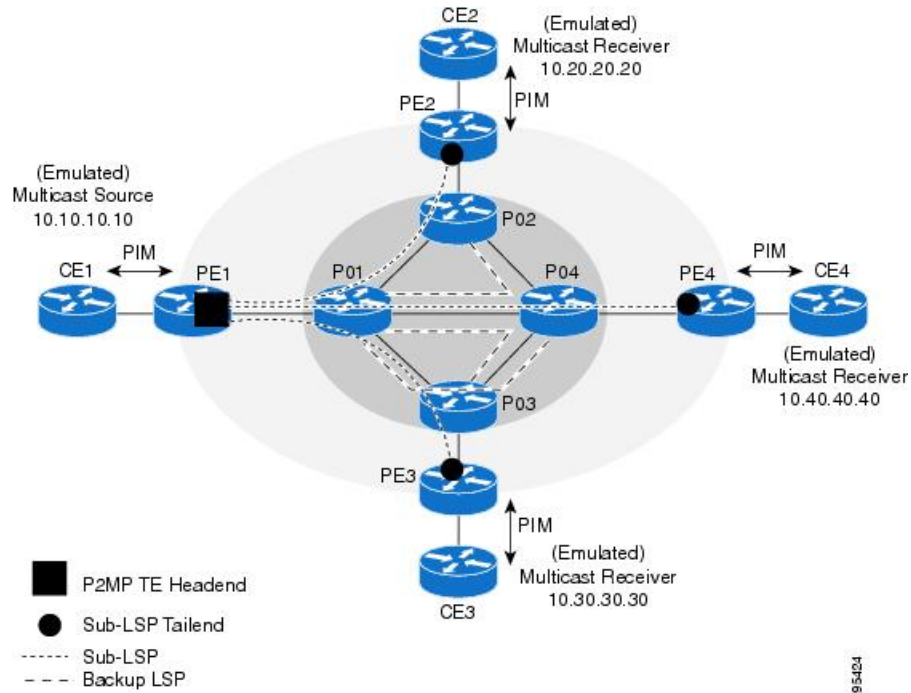 CE2
(Emulated)
Multicast Receiver
10.20.20.20
PE2
PIM
(Emulated)
Multicast Source
10.10.10.10
P02
PIM
PIM
CE1
PE1
P01
P04
PE4
CE4
(Emulated)
Multicast Receiver
10.40.40.40
P03
PE3
PIM
(Emulated)
Multicast Receiver
10.30.30.30
CE3
P2MP TE Headend
Sub-LSP Tailend
Sub-LSP
Backup LSP
95424